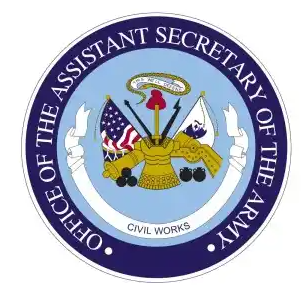 • OFFICE OF THE ASSISTANT SECRETARY OF THE ARMY •
CIVIL WORKS